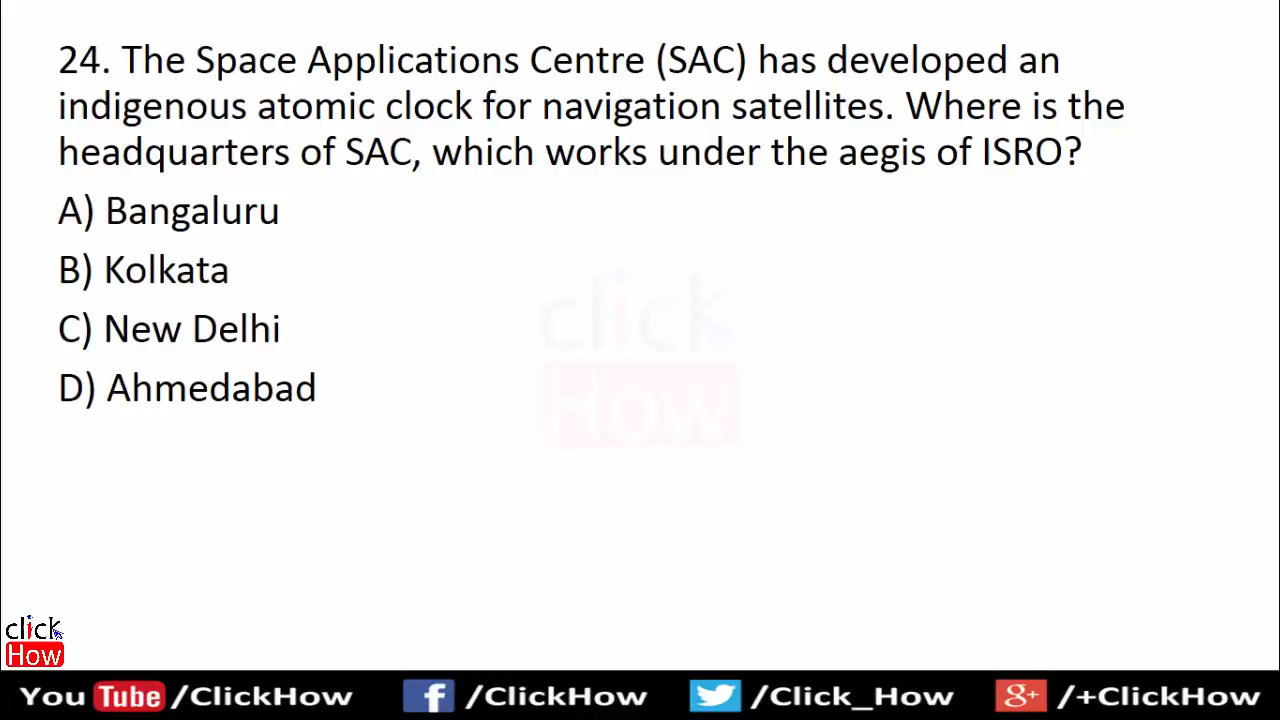 24. The Space Applications Centre (SAC) has developed an
indigenous atomic clock for navigation satellites. Where is the
headquarters of SAC, which works under the aegis of ISRO?
A) Bangaluru
B) Kolkata
C) New Delhi
D) Ahmedabad
click
How
click
How
You Tube /ClickHow f /ClickHow /Click_How g+ /+ClickHow